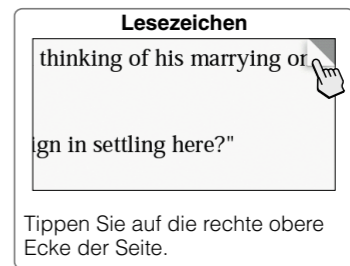 Lesezeichen
thinking of his marrying or
ign in settling here?"
Tippen Sie auf die rechte obere
Ecke der Seite.